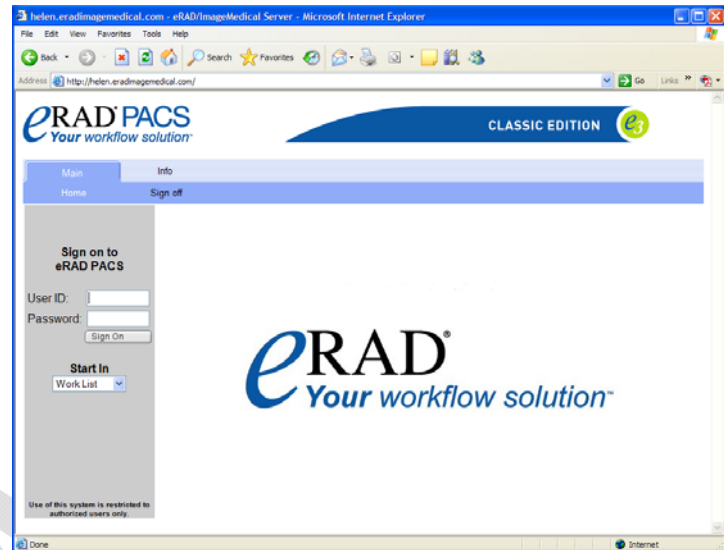 helen.eradimagemedical.com - eRAD/ImageMedical Server - Microsoft Internet Explorer
File Edit View Favorites Tools Help
Back Search Favorites
Address http://helen.eradimagemedical.com/ Go Links »
eRAD PACS CLASSIC EDITION e3
Your workflow solution™
Main Info
Home Sign off
Sign on to
eRAD PACS
User ID:
Password:
Sign On
Start In
Work List
eRAD®
Your workflow solution™
Use of this system is restricted to
authorized users only.
Done Internet